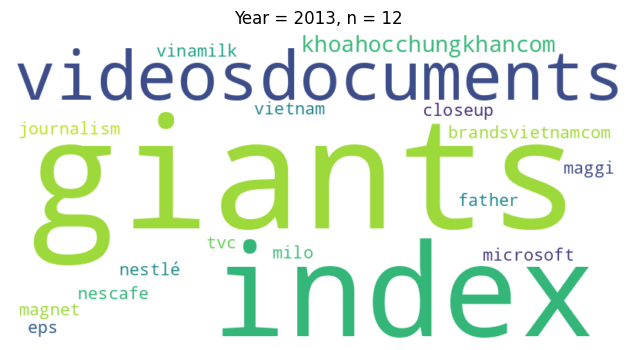 Year = 2013, n = 12
vinamilk khoahocchungkhancom
videosdocuments
vietnam closeup
journalism brandsvietnamcom
giants
maggi
father
tvc milo microsoft
nestlé
index
nescafe
magnet
eps